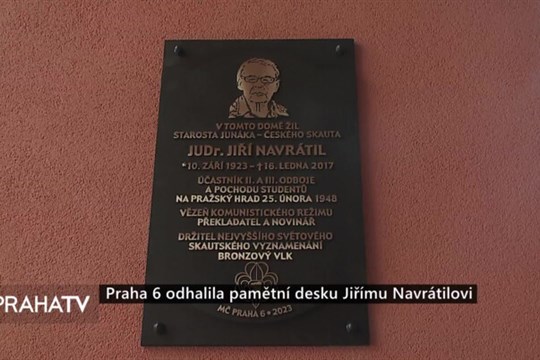 V TOMTO DOMĚ ŽIL
STAROSTA JUNÁKA – ČESKÉHO SKAUTA
JUDr. JIŘÍ NAVRÁTIL
*10. ZÁŘÍ 1923 – †16. LEDNA 2017
ÚČASTNÍK II. A III. ODBOJE
A POCHODU STUDENTŮ
NA PRAŽSKÝ HRAD 25. ÚNORA 1948
VĚZEŇ KOMUNISTICKÉHO REŽIMU
PŘEKLADATEL A NOVINÁŘ
DRŽITEL NEJVYŠŠÍHO SVĚTOVÉHO
SKAUTSKÉHO VYZNAMENÁNÍ
BRONZOVÝ VLK
MČ PRAHA 6 • 2023
PRAHATV
Praha 6 odhalila pamětní desku Jiřímu Navrátilovi